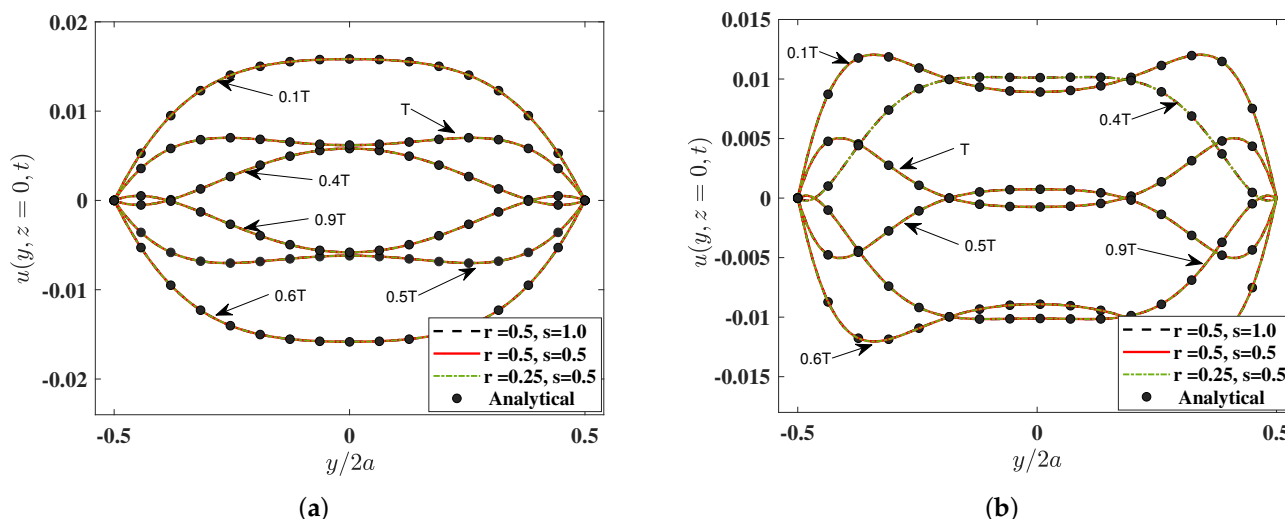 0.02
0.01
0
-0.01
-0.02
-0.5
0
0.5
u(y, z = 0, t)
y/2a
0.1T
T
0.4T
0.9T
0.5T
0.6T
r =0.5, s=1.0
r =0.5, s=0.5
r =0.25, s=0.5
Analytical
(a)
0.015
0.01
0.005
0
-0.005
-0.01
-0.015
-0.5
0
0.5
u(y, z = 0, t)
y/2a
0.1T
0.4T
T
0.5T
0.9T
0.6T
r =0.5, s=1.0
r =0.5, s=0.5
r =0.25, s=0.5
Analytical
(b)